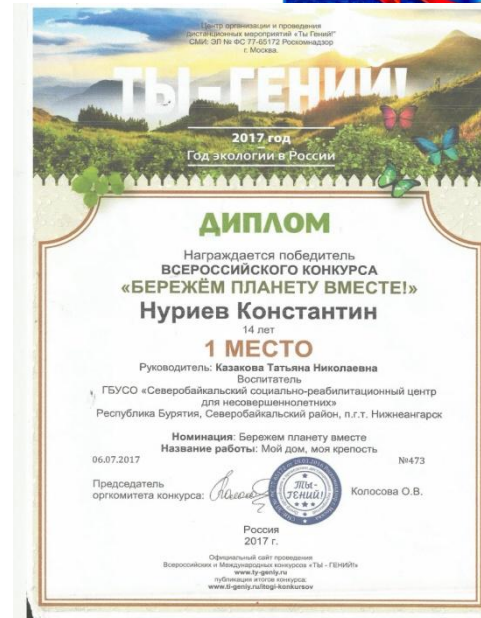 Центр организации и проведения
дистанционных мероприятий «Ты Гений!"
СМИ: ЭЛ № ФС 77-65172 Роскомнадзор
г. Москва.
ТЫ - ГЕНИЙ!
2017 год
Год экологии в России
ДИПЛОМ
Награждается победитель
ВСЕРОССИЙСКОГО КОНКУРСА
«БЕРЕЖЁМ ПЛАНЕТУ ВМЕСТЕ!»
Нуриев Константин
14 лет
1 МЕСТО
Руководитель: Казакова Татьяна Николаевна
Воспитатель
ГБУСО «Северобайкальский социально-реабилитационный центр
для несовершеннолетних»
Республика Бурятия, Северобайкальский район, п.г.т. Нижнеангарск
Номинация: Бережем планету вместе
Название работы: Мой дом, моя крепость
06.07.2017 №473
Председатель
оргкомитета конкурса: Колосова О.В.
ТЫ-
ГЕНИЙ!
Россия
2017 г.
Официальный сайт проведения
Всероссийских и Международных конкурсов «ТЫ - ГЕНИЙ!»
www.ty-geniy.ru
публикация итогов конкурса:
www.ti-geniy.ru/itogi-konkursov